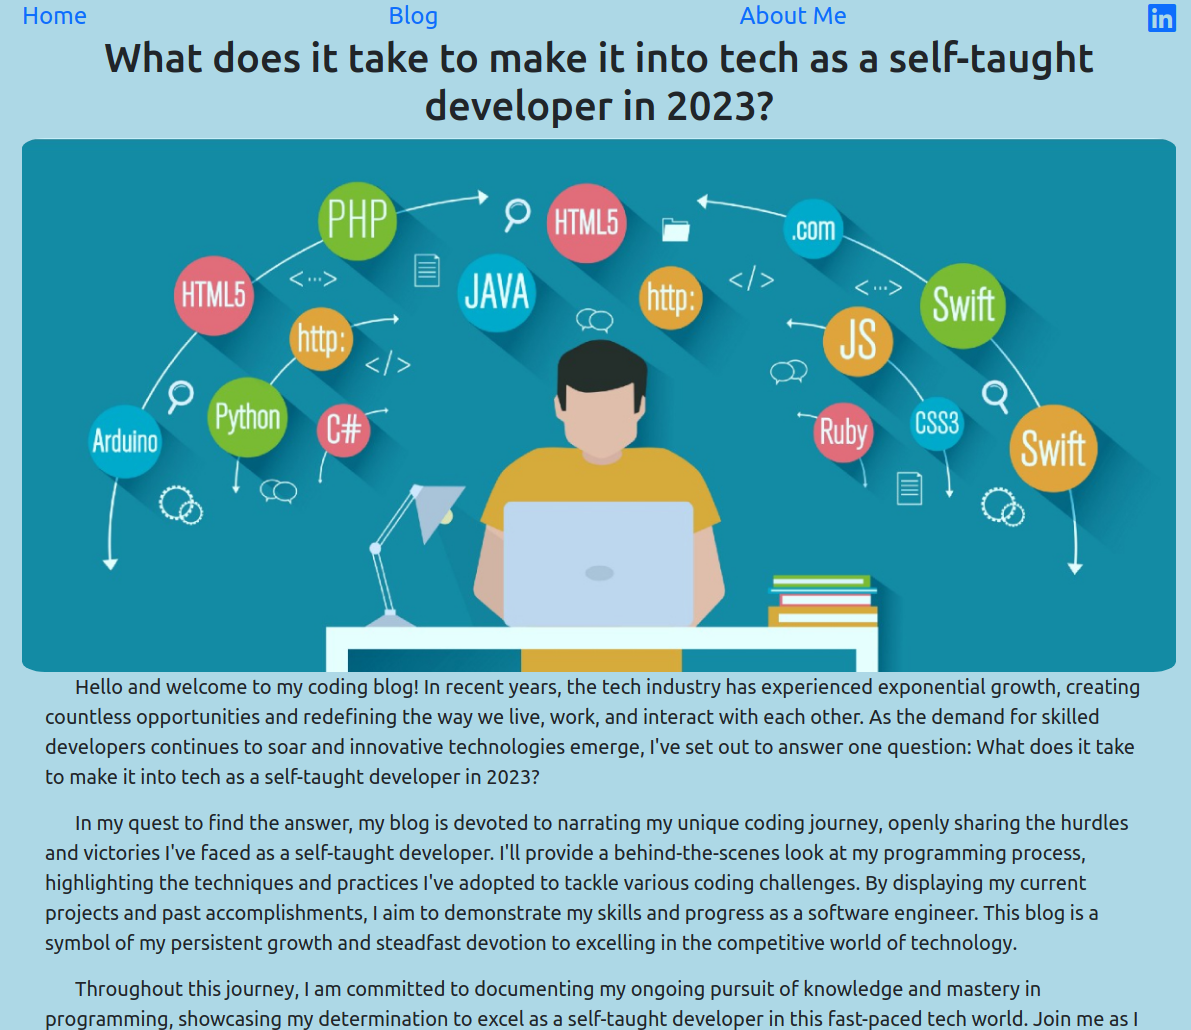 Home Blog About Me in
What does it take to make it into tech as a self-taught
developer in 2023?
PHP
HTML5
.com
HTML5
JAVA
http:
Swift
http:
</>
<...>
<...>
JS
</>
Python
C#
Arduino
Ruby
CSS3
Swift
Hello and welcome to my coding blog! In recent years, the tech industry has experienced exponential growth, creating
countless opportunities and redefining the way we live, work, and interact with each other. As the demand for skilled
developers continues to soar and innovative technologies emerge, I've set out to answer one question: What does it take
to make it into tech as a self-taught developer in 2023?
In my quest to find the answer, my blog is devoted to narrating my unique coding journey, openly sharing the hurdles
and victories I've faced as a self-taught developer. I'll provide a behind-the-scenes look at my programming process,
highlighting the techniques and practices I've adopted to tackle various coding challenges. By displaying my current
projects and past accomplishments, I aim to demonstrate my skills and progress as a software engineer. This blog is a
symbol of my persistent growth and steadfast devotion to excelling in the competitive world of technology.
Throughout this journey, I am committed to documenting my ongoing pursuit of knowledge and mastery in
programming, showcasing my determination to excel as a self-taught developer in this fast-paced tech world. Join me as I